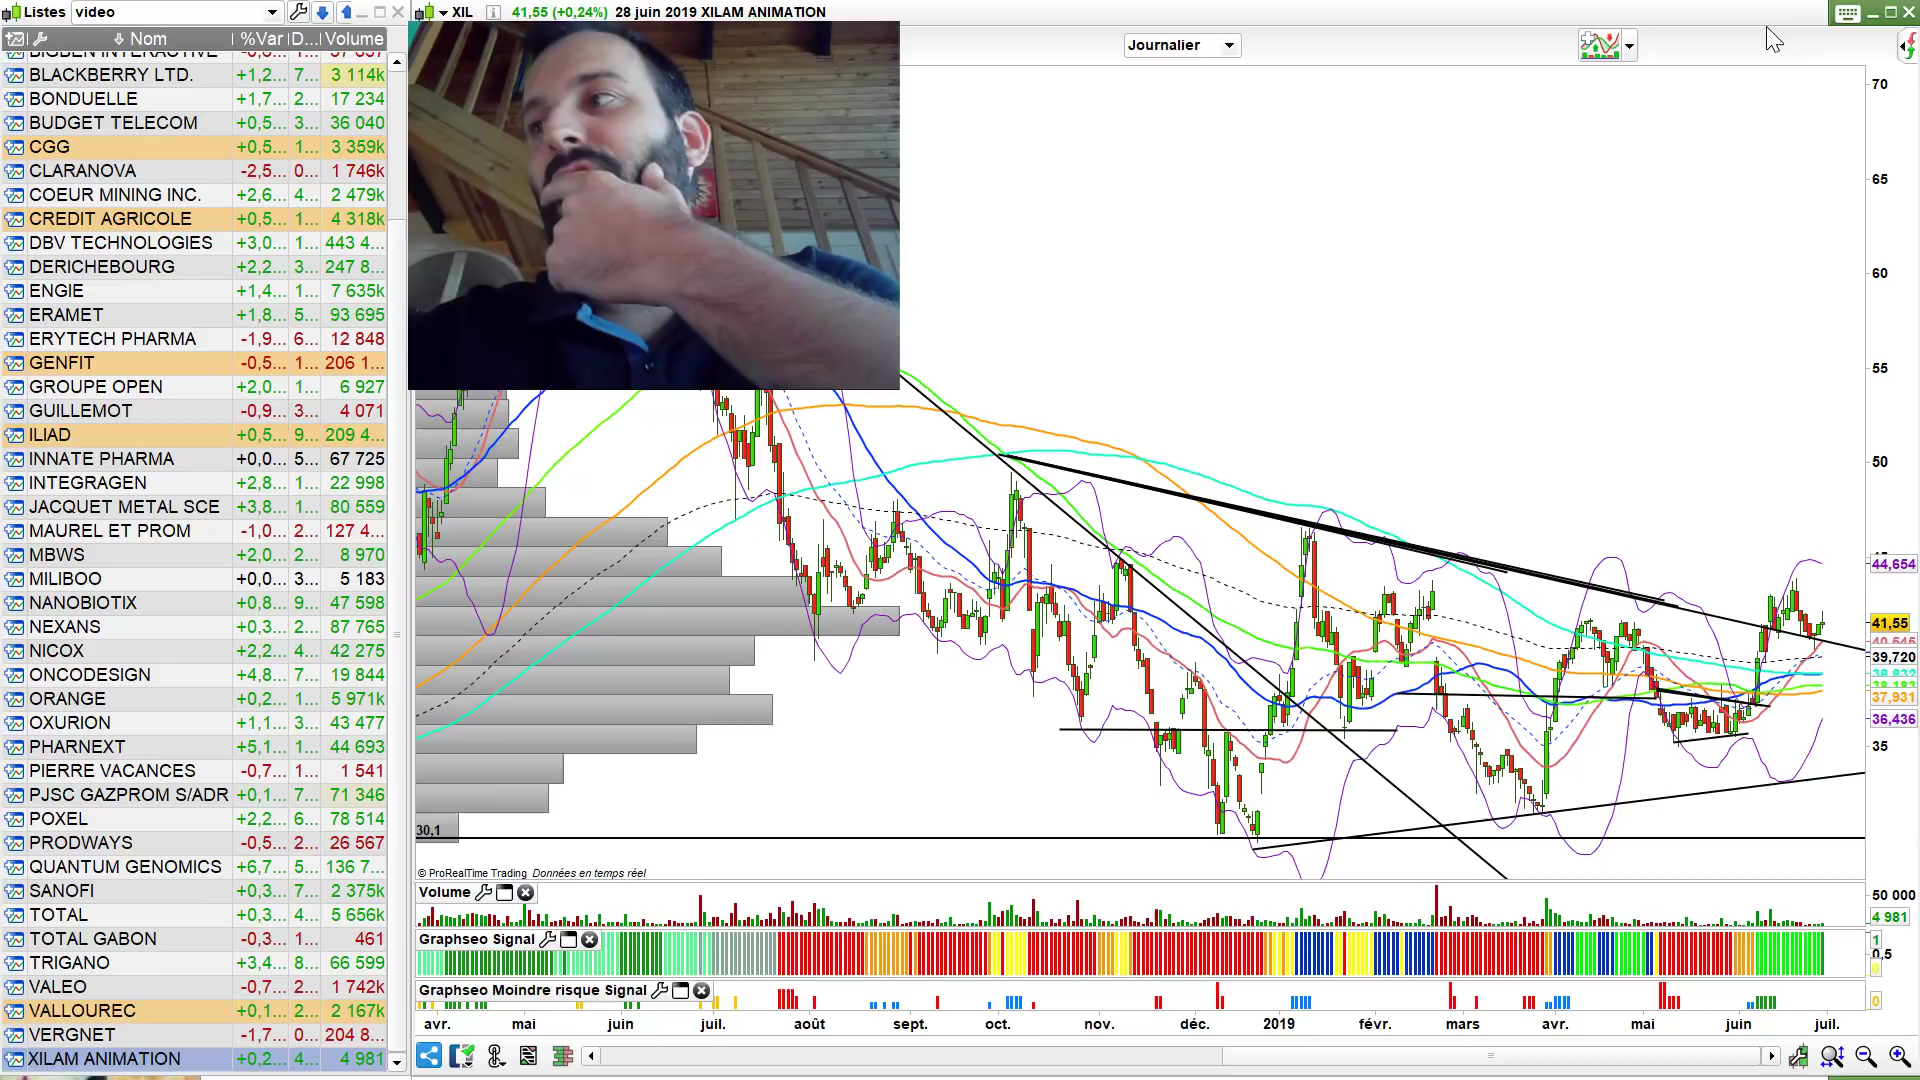 Listes video
XIL 41,55 (+0,24%) 28 juin 2019 XILAM ANIMATION
Nom %Var D... Volume
Journalier
BIGBEN INTERACTIVE
BLACKBERRY LTD. +1,2... 7... 3 114k
BONDUELLE +1,7... 2... 17 234
BUDGET TELECOM +0,5... 3... 36 040
CGG +0,5... 1... 3 359k
CLARANOVA -2,5... 0... 1 746k
COEUR MINING INC. +2,6... 4... 2 479k
CREDIT AGRICOLE +0,5... 1... 4 318k
DBV TECHNOLOGIES +3,0... 7... 443 4...
DERICHEBOURG +2,2... 3... 247 8...
ENGIE +1,4... 1... 7 635k
ERAMET +1,8... 5... 93 695
ERYTECH PHARMA -1,9... 6... 12 848
GENFIT -0,5... 1... 206 1...
GROUPE OPEN +2,0... 1... 6 927
GUILLEMOT -0,9... 3... 4 071
ILIAD +0,5... 9... 209 4...
INNATE PHARMA +0,0... 5... 67 725
INTEGRAGEN +2,8... 1... 22 998
JACQUET METAL SCE +3,8... 1... 80 559
MAUREL ET PROM -1,0... 2... 127 4...
MBWS +2,0... 2... 8 970
MILIBOO +0,0... 3... 5 183
NANOBIOTIX +0,8... 9... 47 598
NEXANS +0,3... 2... 87 765
NICOX +2,2... 4... 42 275
ONCODESIGN +4,8... 7... 19 844
ORANGE +0,2... 1... 5 971k
OXURION +1,1... 3... 43 477
PHARNEXT +5,1... 1... 44 693
PIERRE VACANCES -0,7... 1... 1 541
PJSC GAZPROM S/ADR +0,1... 7... 71 346
POXEL +2,2... 6... 78 514
PRODWAYS -0,5... 2... 26 567
QUANTUM GENOMICS +6,7... 5... 136 7...
SANOFI +0,3... 7... 2 375k
TOTAL +0,3... 4... 5 656k
TOTAL GABON -0,3... 1... 461
TRIGANO +3,4... 8... 66 599
VALEO -0,7... 1... 1 742k
VALLOUREC +0,1... 2... 2 167k
VERGNET -1,7... 0... 204 8...
XILAM ANIMATION +0,2... 4... 4 981
70
65
60
55
50
44,654
41,55
39,720
37,931
36,436
35
30,1
© ProRealTime Trading Données en temps réel
Volume
50 000
4 981
Graphseo Signal
1
0,5
0
Graphseo Moindre risque Signal
0
avr. mai juin juil. août sept. oct. nov. déc. 2019 févr. mars avr. mai juin juil.